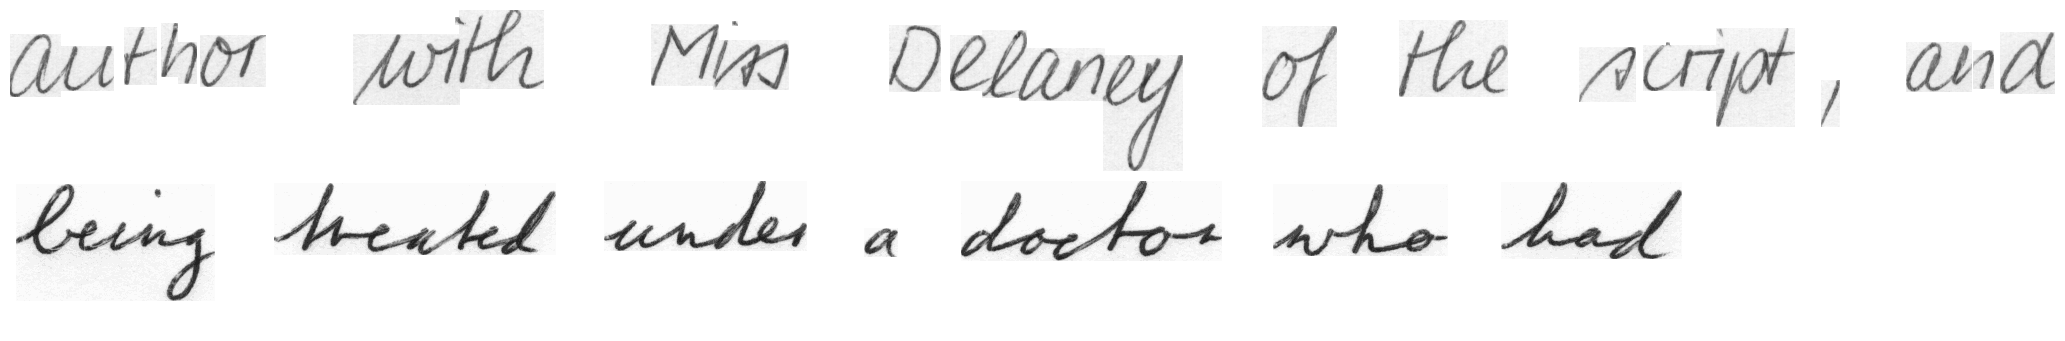 author with Miss Delaney of the script, and
being treated under a doctor who had